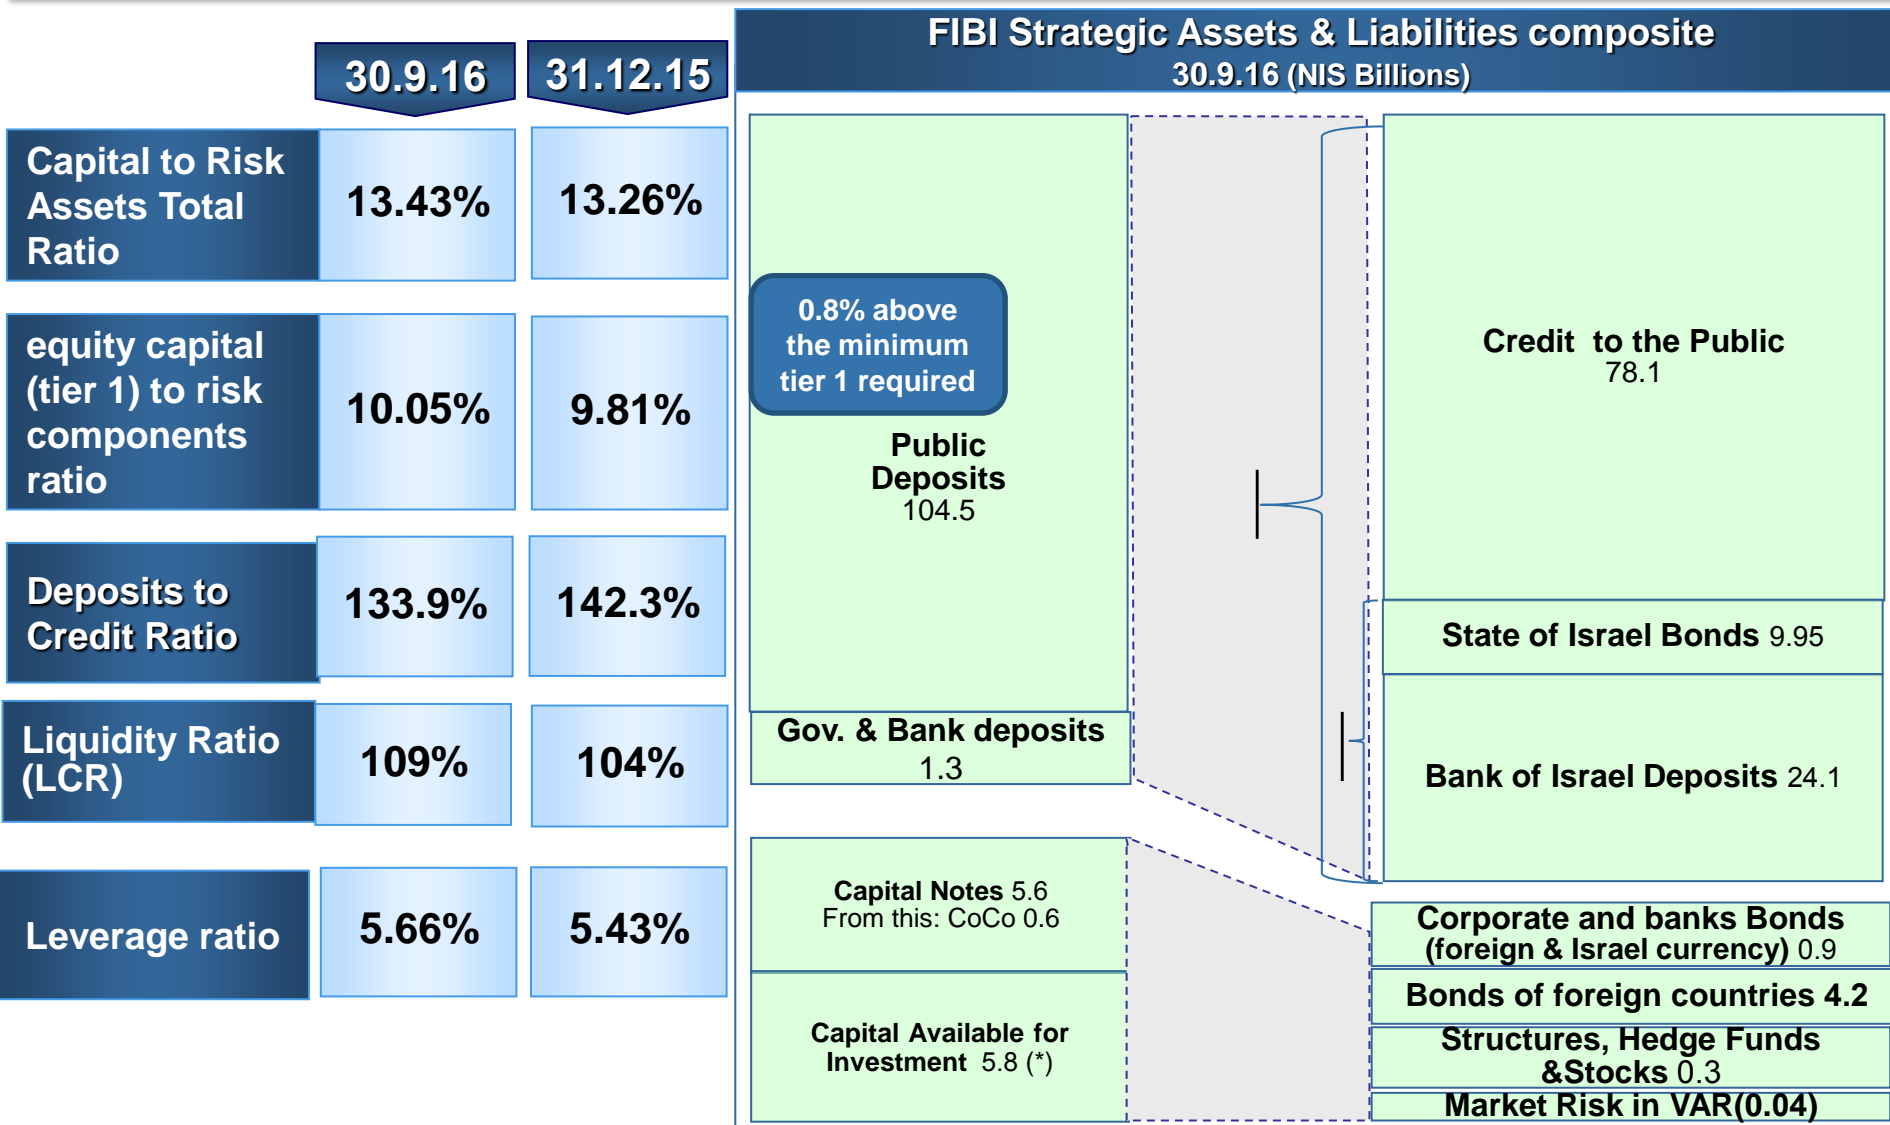 30.9.16
31.12.15
Capital to Risk
Assets Total
Ratio
13.43%
13.26%
equity capital
(tier 1) to risk
components
ratio
10.05%
9.81%
Deposits to
Credit Ratio
133.9%
142.3%
Liquidity Ratio
(LCR)
109%
104%
Leverage ratio
5.66%
5.43%
FIBI Strategic Assets & Liabilities composite
30.9.16 (NIS Billions)
0.8% above
the minimum
tier 1 required
Public
Deposits
104.5
Gov. & Bank deposits
1.3
Capital Notes 5.6
From this: CoCo 0.6
Capital Available for
Investment 5.8 (*)
Credit to the Public
78.1
State of Israel Bonds 9.95
Bank of Israel Deposits 24.1
Corporate and banks Bonds
(foreign & Israel currency) 0.9
Bonds of foreign countries 4.2
Structures, Hedge Funds
&Stocks 0.3
Market Risk in VAR(0.04)